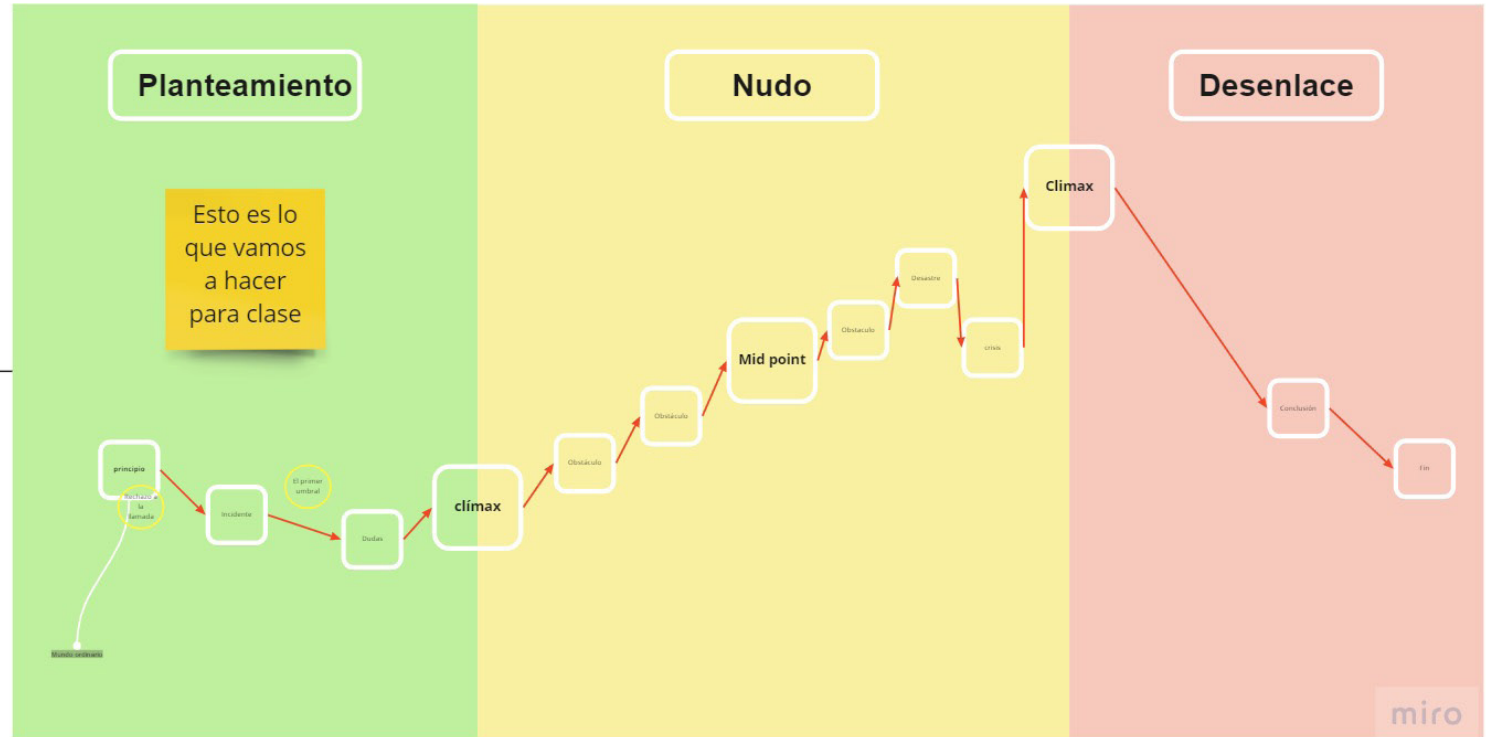 Planteamiento
Nudo
Desenlace
Esto es lo
que vamos
a hacer
para clase
Climax
Desastre
Obstaculo
crisis
Mid point
Obstáculo
Obstáculo
Conclusión
principio
Rechazo a
la
llamada
El primer
umbral
Incidente
Dudas
clímax
Fin
Mundo ordinario
miro